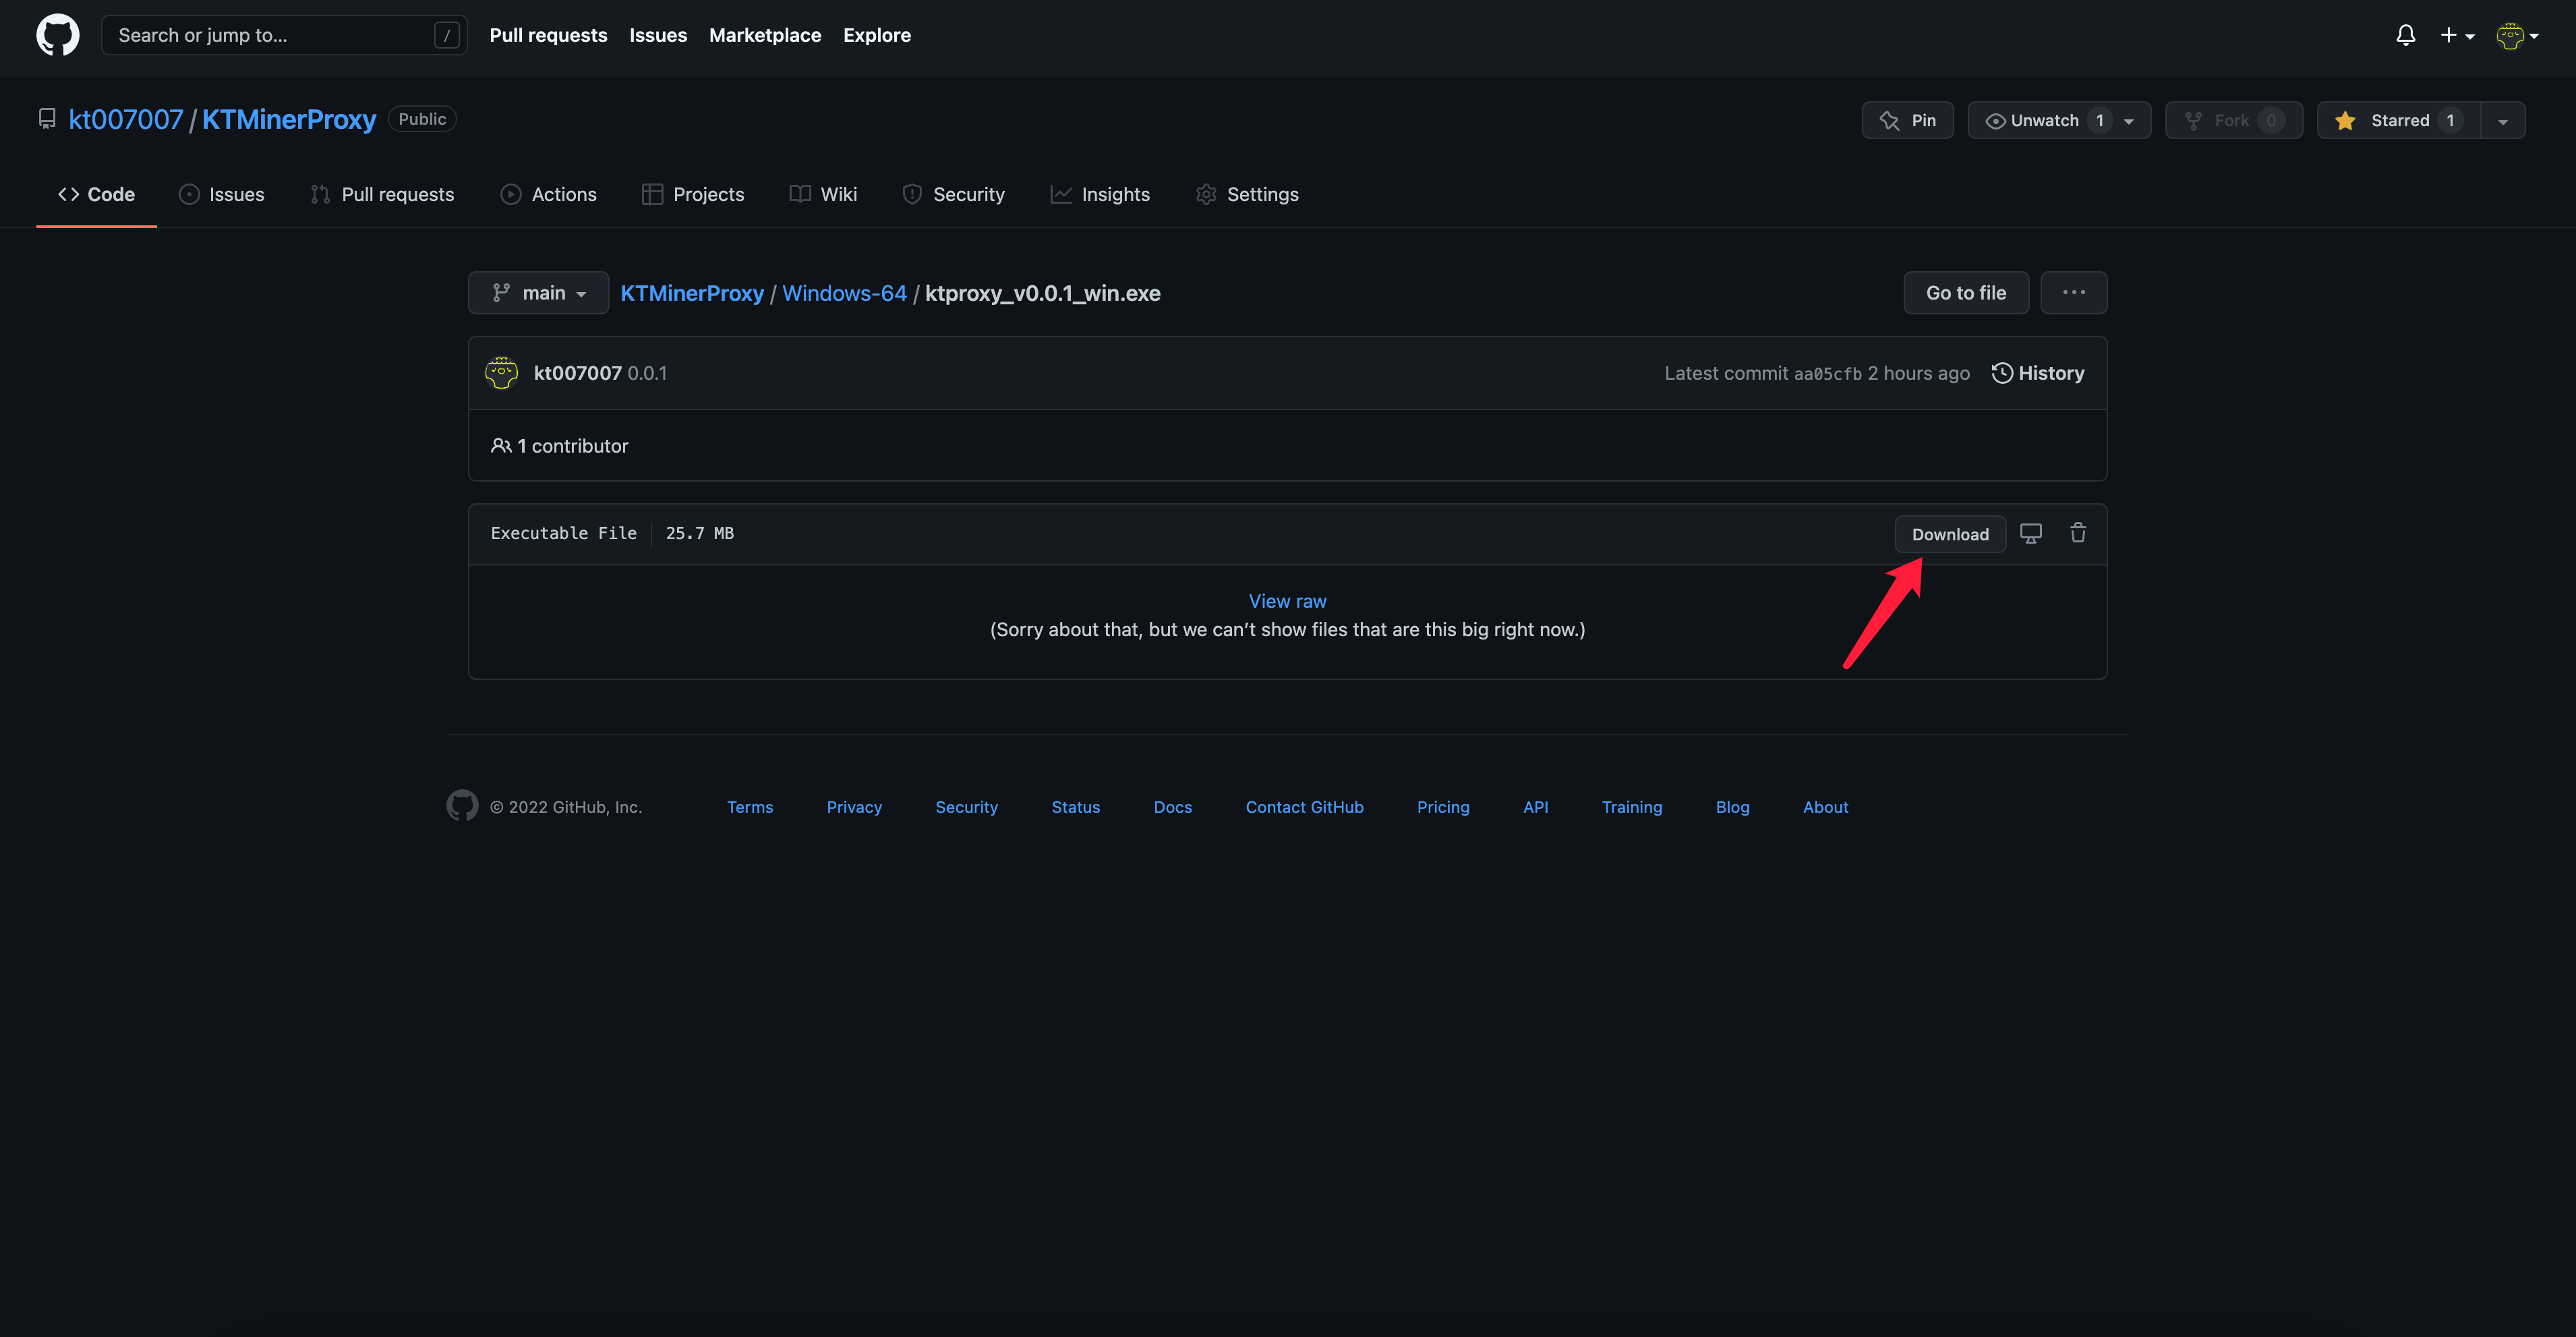 Search or jump to... / Pull requests Issues Marketplace Explore
kt007007 / KTMinerProxy Public Pin Unwatch 1 Fork 0 Starred 1
Code Issues Pull requests Actions Projects Wiki Security Insights Settings
main KTMinerProxy / Windows-64 / ktproxy_v0.0.1_win.exe Go to file ...
kt007007 0.0.1 Latest commit aa05cfb 2 hours ago History
1 contributor
Executable File 25.7 MB Download
View raw
(Sorry about that, but we can’t show files that are this big right now.)
© 2022 GitHub, Inc. Terms Privacy Security Status Docs Contact GitHub Pricing API Training Blog About